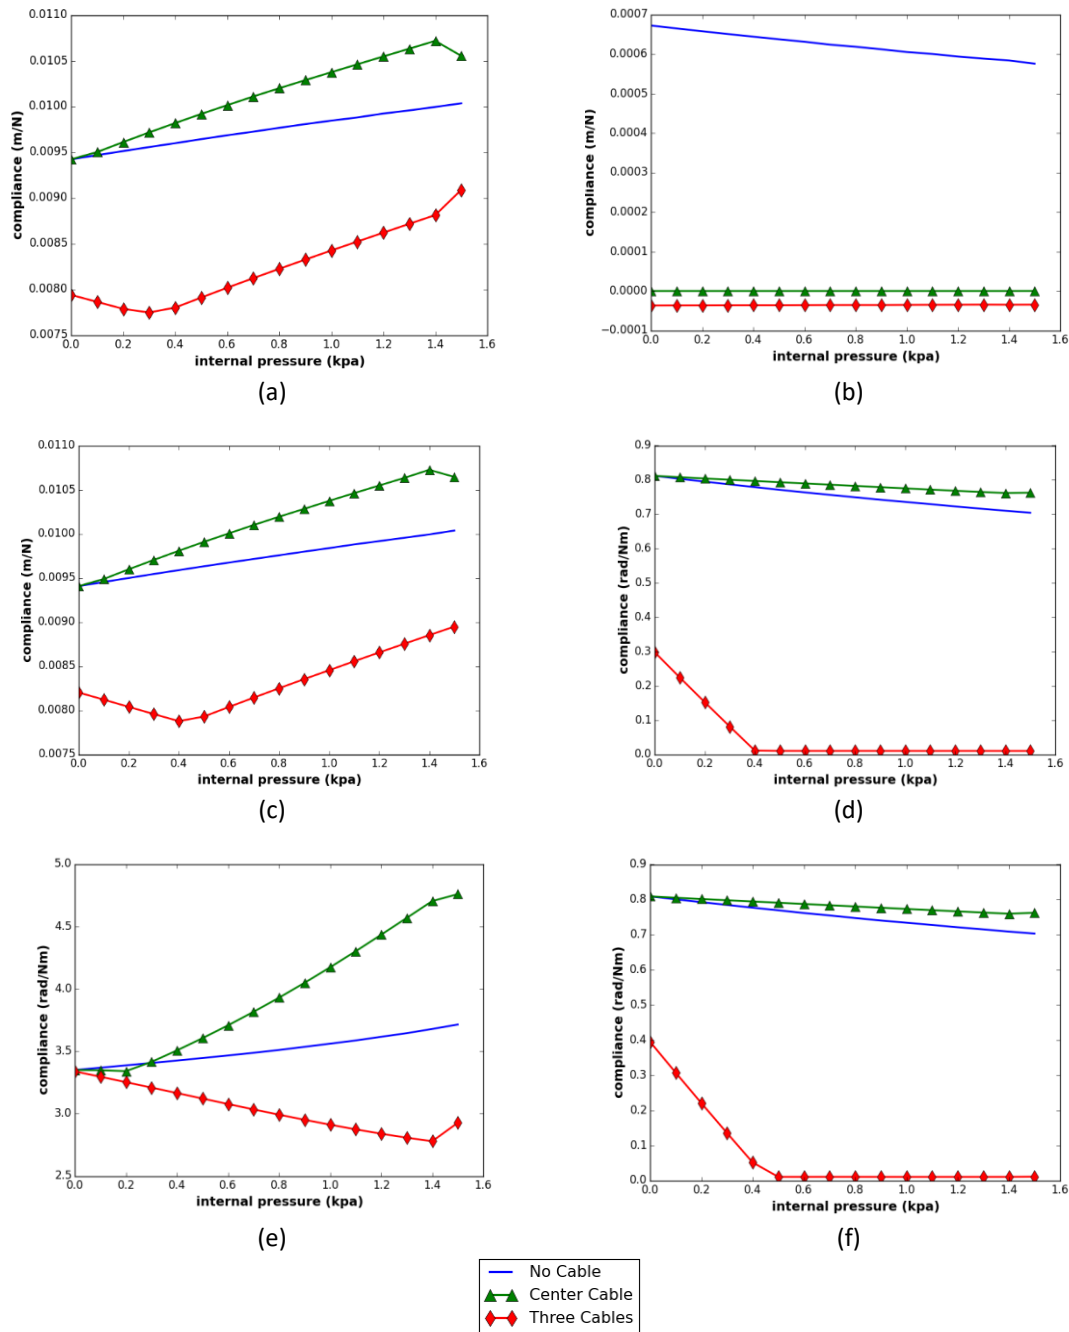 0.0110
0.0105
0.0100
0.0095
0.0090
0.0085
0.0080
0.0075
compliance (m/N)
0.0 0.2 0.4 0.6 0.8 1.0 1.2 1.4 1.6
internal pressure (kpa)
(a)
0.0007
0.0006
0.0005
0.0004
0.0003
0.0002
0.0001
0.0000
−0.0001
compliance (m/N)
0.0 0.2 0.4 0.6 0.8 1.0 1.2 1.4 1.6
internal pressure (kpa)
(b)
0.0110
0.0105
0.0100
0.0095
0.0090
0.0085
0.0080
0.0075
compliance (m/N)
0.0 0.2 0.4 0.6 0.8 1.0 1.2 1.4 1.6
internal pressure (kpa)
(c)
0.9
0.8
0.7
0.6
0.5
0.4
0.3
0.2
0.1
0.0
compliance (rad/Nm)
0.0 0.2 0.4 0.6 0.8 1.0 1.2 1.4 1.6
internal pressure (kpa)
(d)
5.0
4.5
4.0
3.5
3.0
2.5
compliance (rad/Nm)
0.0 0.2 0.4 0.6 0.8 1.0 1.2 1.4 1.6
internal pressure (kpa)
(e)
0.9
0.8
0.7
0.6
0.5
0.4
0.3
0.2
0.1
0.0
compliance (rad/Nm)
0.0 0.2 0.4 0.6 0.8 1.0 1.2 1.4 1.6
internal pressure (kpa)
(f)
No Cable
Center Cable
Three Cables